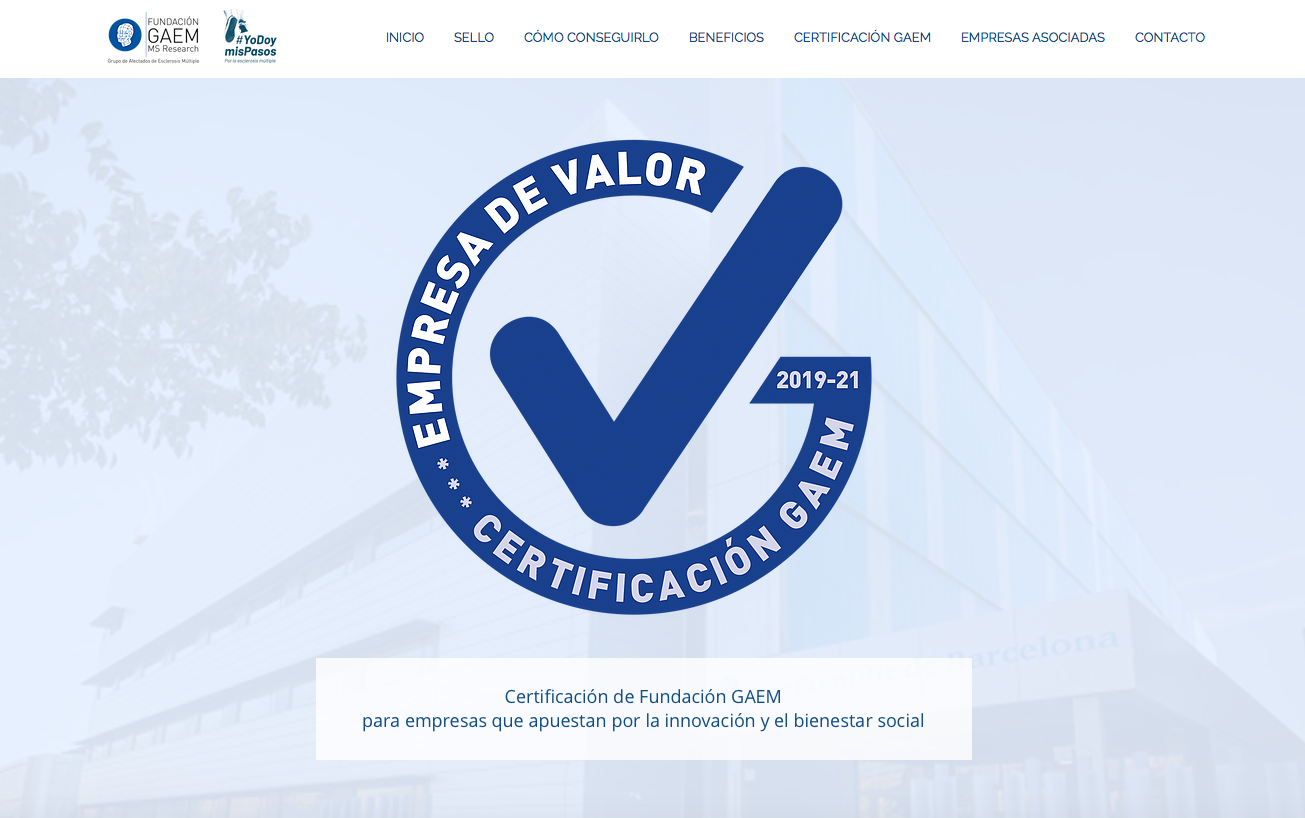 FUNDACIÓN
GAEM
MS Research
Grupo de Afectados de Esclerosis Múltiple
#YoDoy
misPasos
Por la esclerosis múltiple
INICIO SELLO CÓMO CONSEGUIRLO BENEFICIOS CERTIFICACIÓN GAEM EMPRESAS ASOCIADAS CONTACTO
EMPRESA DE VALOR
2019-21
*** CERTIFICACIÓN GAEM
Barcelona
Certificación de Fundación GAEM
para empresas que apuestan por la innovación y el bienestar social